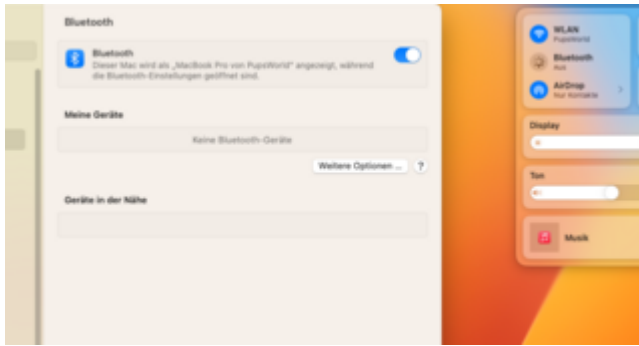 Bluetooth
Bluetooth
Dieser Mac wird als „MacBook Pro von PupsWorld“ angezeigt, während
die Bluetooth-Einstellungen geöffnet sind.
Meine Geräte
Keine Bluetooth-Geräte
Weitere Optionen ... ?
Geräte in der Nähe
WLAN
PupsWorld
Bluetooth
Aus
AirDrop
Nur Kontakte
Display
Ton
Musik